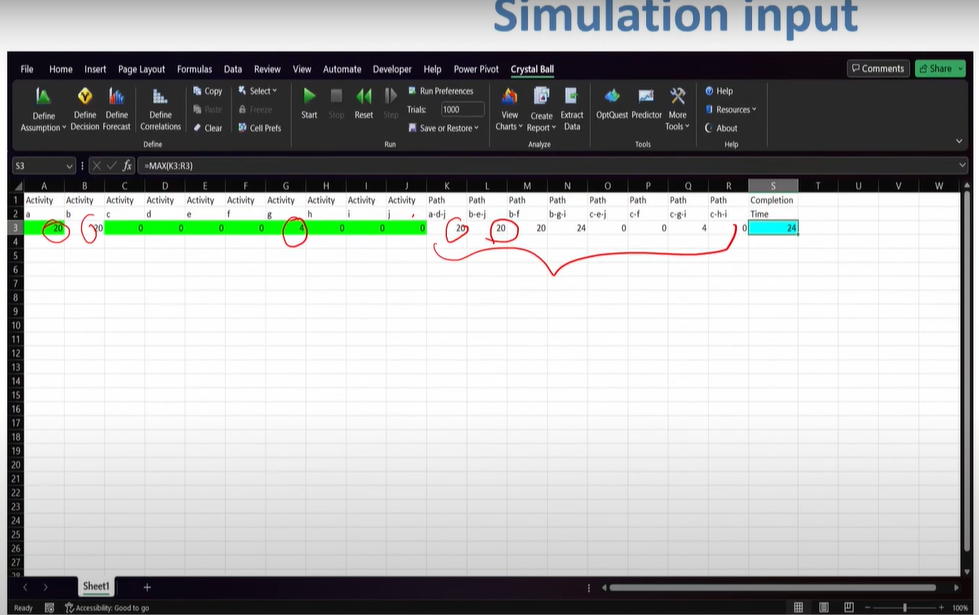 Simulation input
File Home Insert Page Layout Formulas Data Review View Automate Developer Help Power Pivot Crystal Ball Comments Share
Define Assumption Define Decision Define Forecast Define Correlations Copy Paste Clear Select Freeze Cell Prefs Start Stop Reset Step Run Preferences Trials: 1000 Save or Restore View Charts Create Report Extract Data OptQuest Predictor More Tools Help Resources About
Define Run Analyze Tools Help
S3 fx =MAX(K3:R3)
A B C D E F G H I J K L M N O P Q R S T U V W
1 Activity Activity Activity Activity Activity Activity Activity Activity Activity Activity Path Path Path Path Path Path Path Path Completion
2 a b c d e f g h i j a-d-j b-e-j b-f b-g-i c-e-j c-f c-g-i c-h-i Time
3 20 20 0 0 0 0 4 0 0 0 20 20 20 24 0 0 4 0 24
4
5
6
7
8
9
10
11
12
13
14
15
16
17
18
19
20
21
22
23
24
25
26
27
28
Sheet1
Ready Accessibility: Good to go 100%